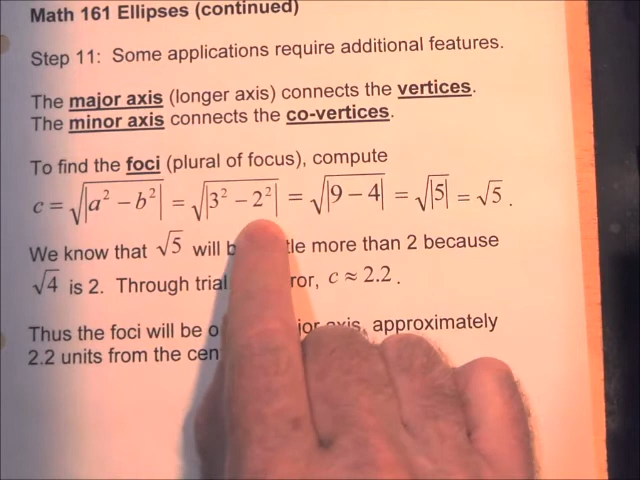 Math 161 Ellipses (continued)
Step 11: Some applications require additional features.
The major axis (longer axis) connects the vertices.
The minor axis connects the co-vertices.
To find the foci (plural of focus), compute
c = √|a² − b²| = √|3² − 2²| = √|9 − 4| = √|5| = √5 .
We know that √5 will b tle more than 2 because
√4 is 2. Through trial ror, c ≈ 2.2 .
Thus the foci will be o jor axis, approximately
2.2 units from the cen